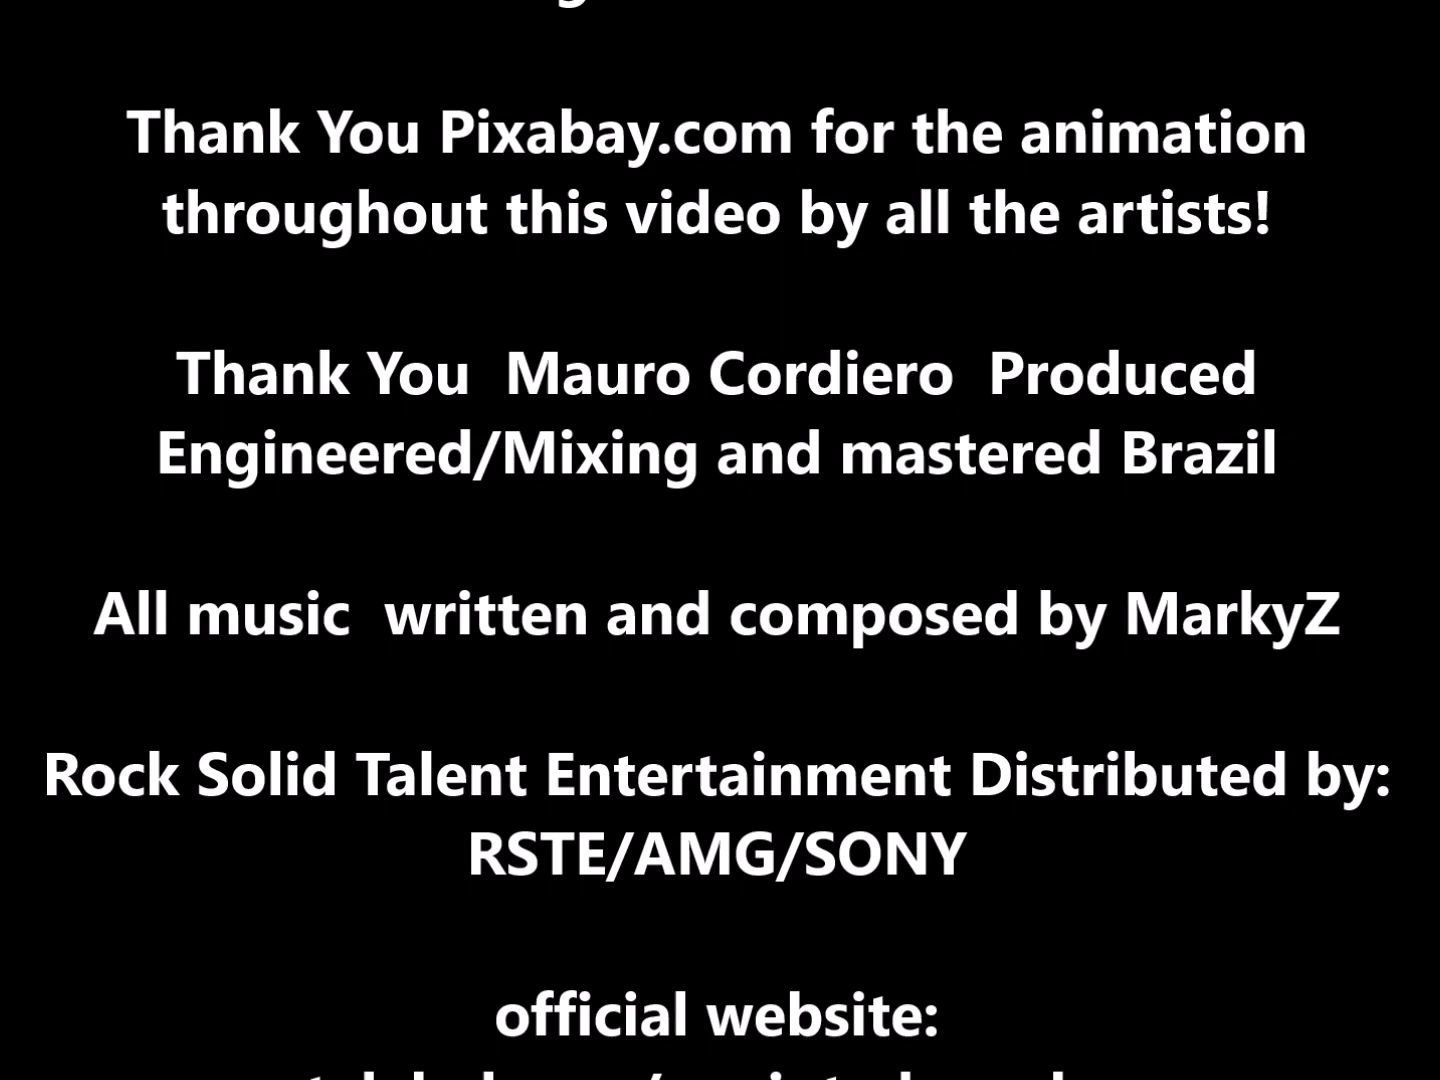 Thank You Pixabay.com for the animation
throughout this video by all the artists!
Thank You  Mauro Cordiero  Produced
Engineered/Mixing and mastered Brazil
All music  written and composed by MarkyZ
Rock Solid Talent Entertainment Distributed by:
RSTE/AMG/SONY
official website: